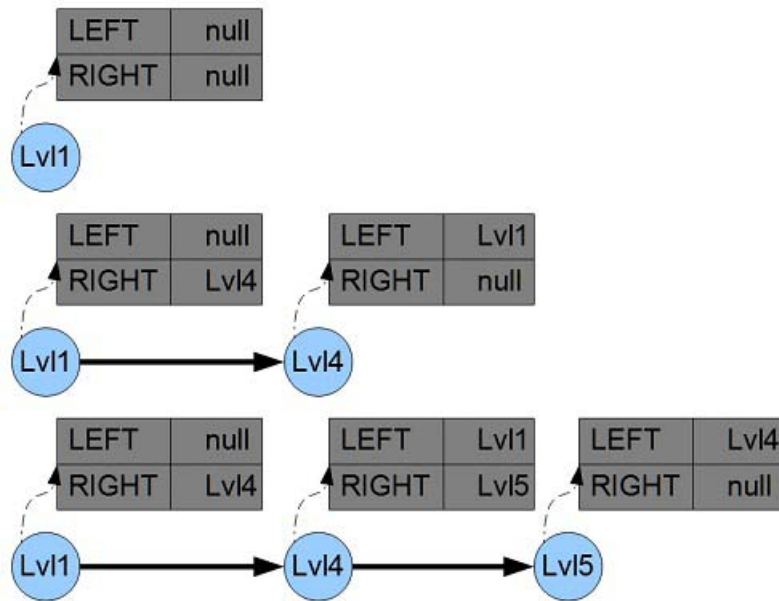 LEFT null
RIGHT null
Lvl1
LEFT null LEFT Lvl1
RIGHT Lvl4 RIGHT null
Lvl1 Lvl4
LEFT null LEFT Lvl1 LEFT Lvl4
RIGHT Lvl4 RIGHT Lvl5 RIGHT null
Lvl1 Lvl4 Lvl5